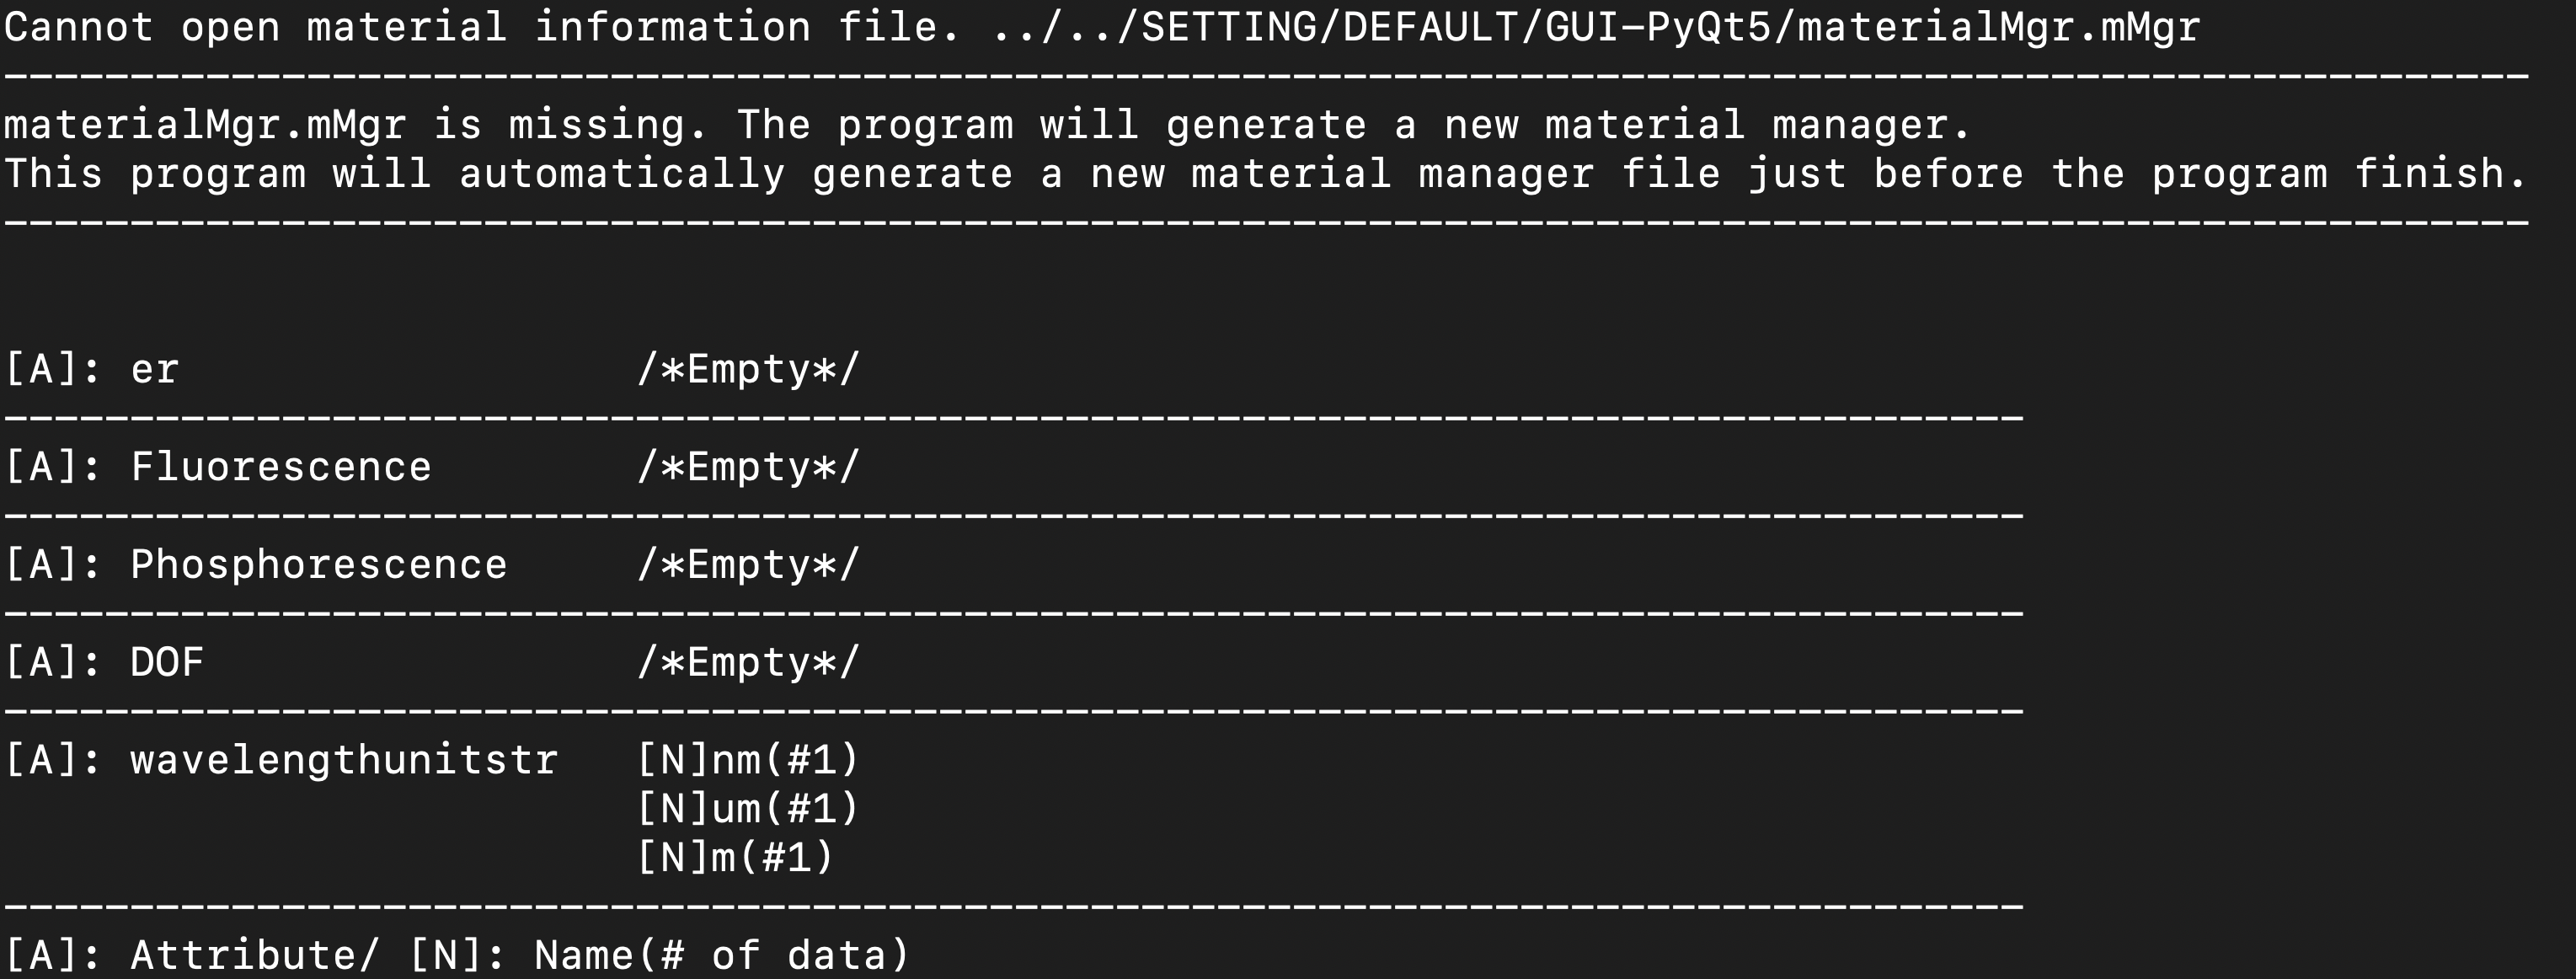 Cannot open material information file. ../../SETTING/DEFAULT/GUI-PyQt5/materialMgr.mMgr
----------------------------------------------------------------------------------------------------
materialMgr.mMgr is missing. The program will generate a new material manager.
This program will automatically generate a new material manager file just before the program finish.
----------------------------------------------------------------------------------------------------
[A]: er                  /*Empty*/
--------------------------------------------------------------------------------
[A]: Fluorescence        /*Empty*/
--------------------------------------------------------------------------------
[A]: Phosphorescence     /*Empty*/
--------------------------------------------------------------------------------
[A]: DOF                 /*Empty*/
--------------------------------------------------------------------------------
[A]: wavelengthunitstr   [N]nm(#1)
                         [N]um(#1)
                         [N]m(#1)
--------------------------------------------------------------------------------
[A]: Attribute/ [N]: Name(# of data)